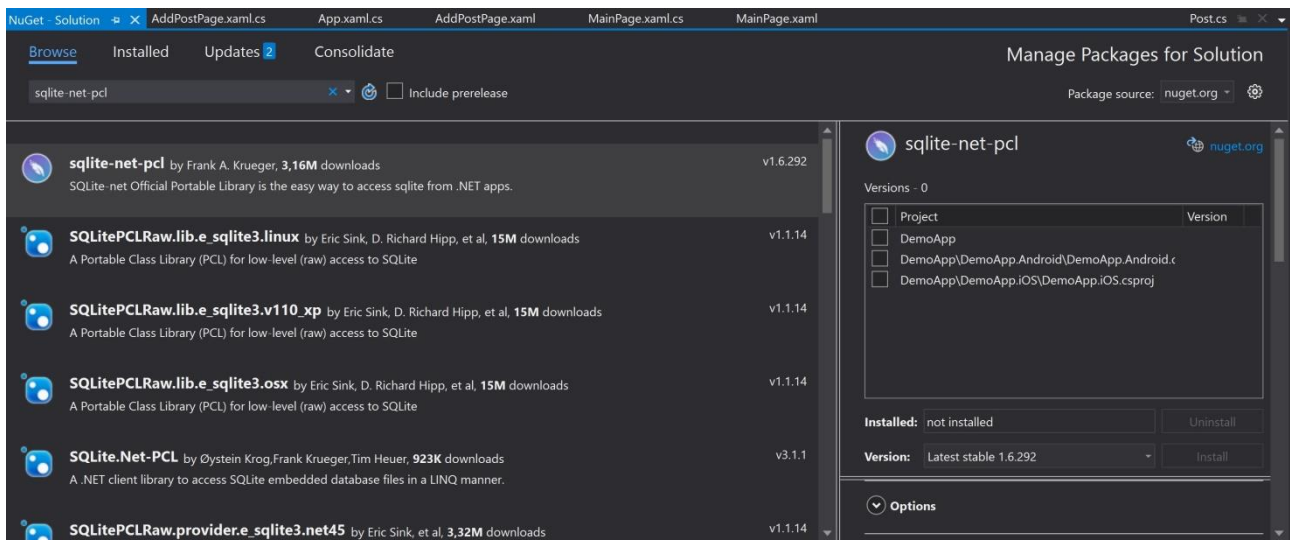 NuGet - Solution AddPostPage.xaml.cs App.xaml.cs AddPostPage.xaml MainPage.xaml.cs MainPage.xaml Post.cs
Browse Installed Updates 2 Consolidate
Manage Packages for Solution
sqlite-net-pcl Include prerelease
Package source: nuget.org
sqlite-net-pcl by Frank A. Krueger, 3,16M downloads v1.6.292
SQLite-net Official Portable Library is the easy way to access sqlite from .NET apps.
SQLitePCLRaw.lib.e_sqlite3.linux by Eric Sink, D. Richard Hipp, et al, 15M downloads v1.1.14
A Portable Class Library (PCL) for low-level (raw) access to SQLite
SQLitePCLRaw.lib.e_sqlite3.v110_xp by Eric Sink, D. Richard Hipp, et al, 15M downloads v1.1.14
A Portable Class Library (PCL) for low-level (raw) access to SQLite
SQLitePCLRaw.lib.e_sqlite3.osx by Eric Sink, D. Richard Hipp, et al, 15M downloads v1.1.14
A Portable Class Library (PCL) for low-level (raw) access to SQLite
SQLite.Net-PCL by Øystein Krog,Frank Krueger,Tim Heuer, 923K downloads v3.1.1
A .NET client library to access SQLite embedded database files in a LINQ manner.
SQLitePCLRaw.provider.e_sqlite3.net45 by Eric Sink, et al, 3,32M downloads v1.1.14
sqlite-net-pcl nuget.org
Versions - 0
Project Version
DemoApp
DemoApp\DemoApp.Android\DemoApp.Android.c
DemoApp\DemoApp.iOS\DemoApp.iOS.csproj
Installed: not installed Uninstall
Version: Latest stable 1.6.292 Install
Options